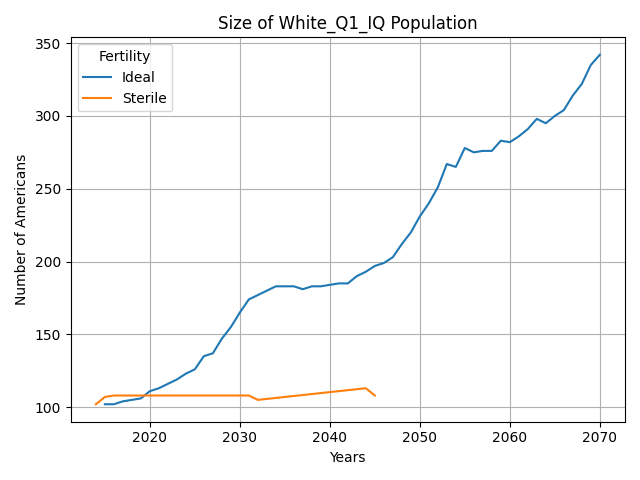 Size of White_Q1_IQ Population
Fertility
Ideal
Sterile
Number of Americans
350
300
250
200
150
100
2020 2030 2040 2050 2060 2070
Years